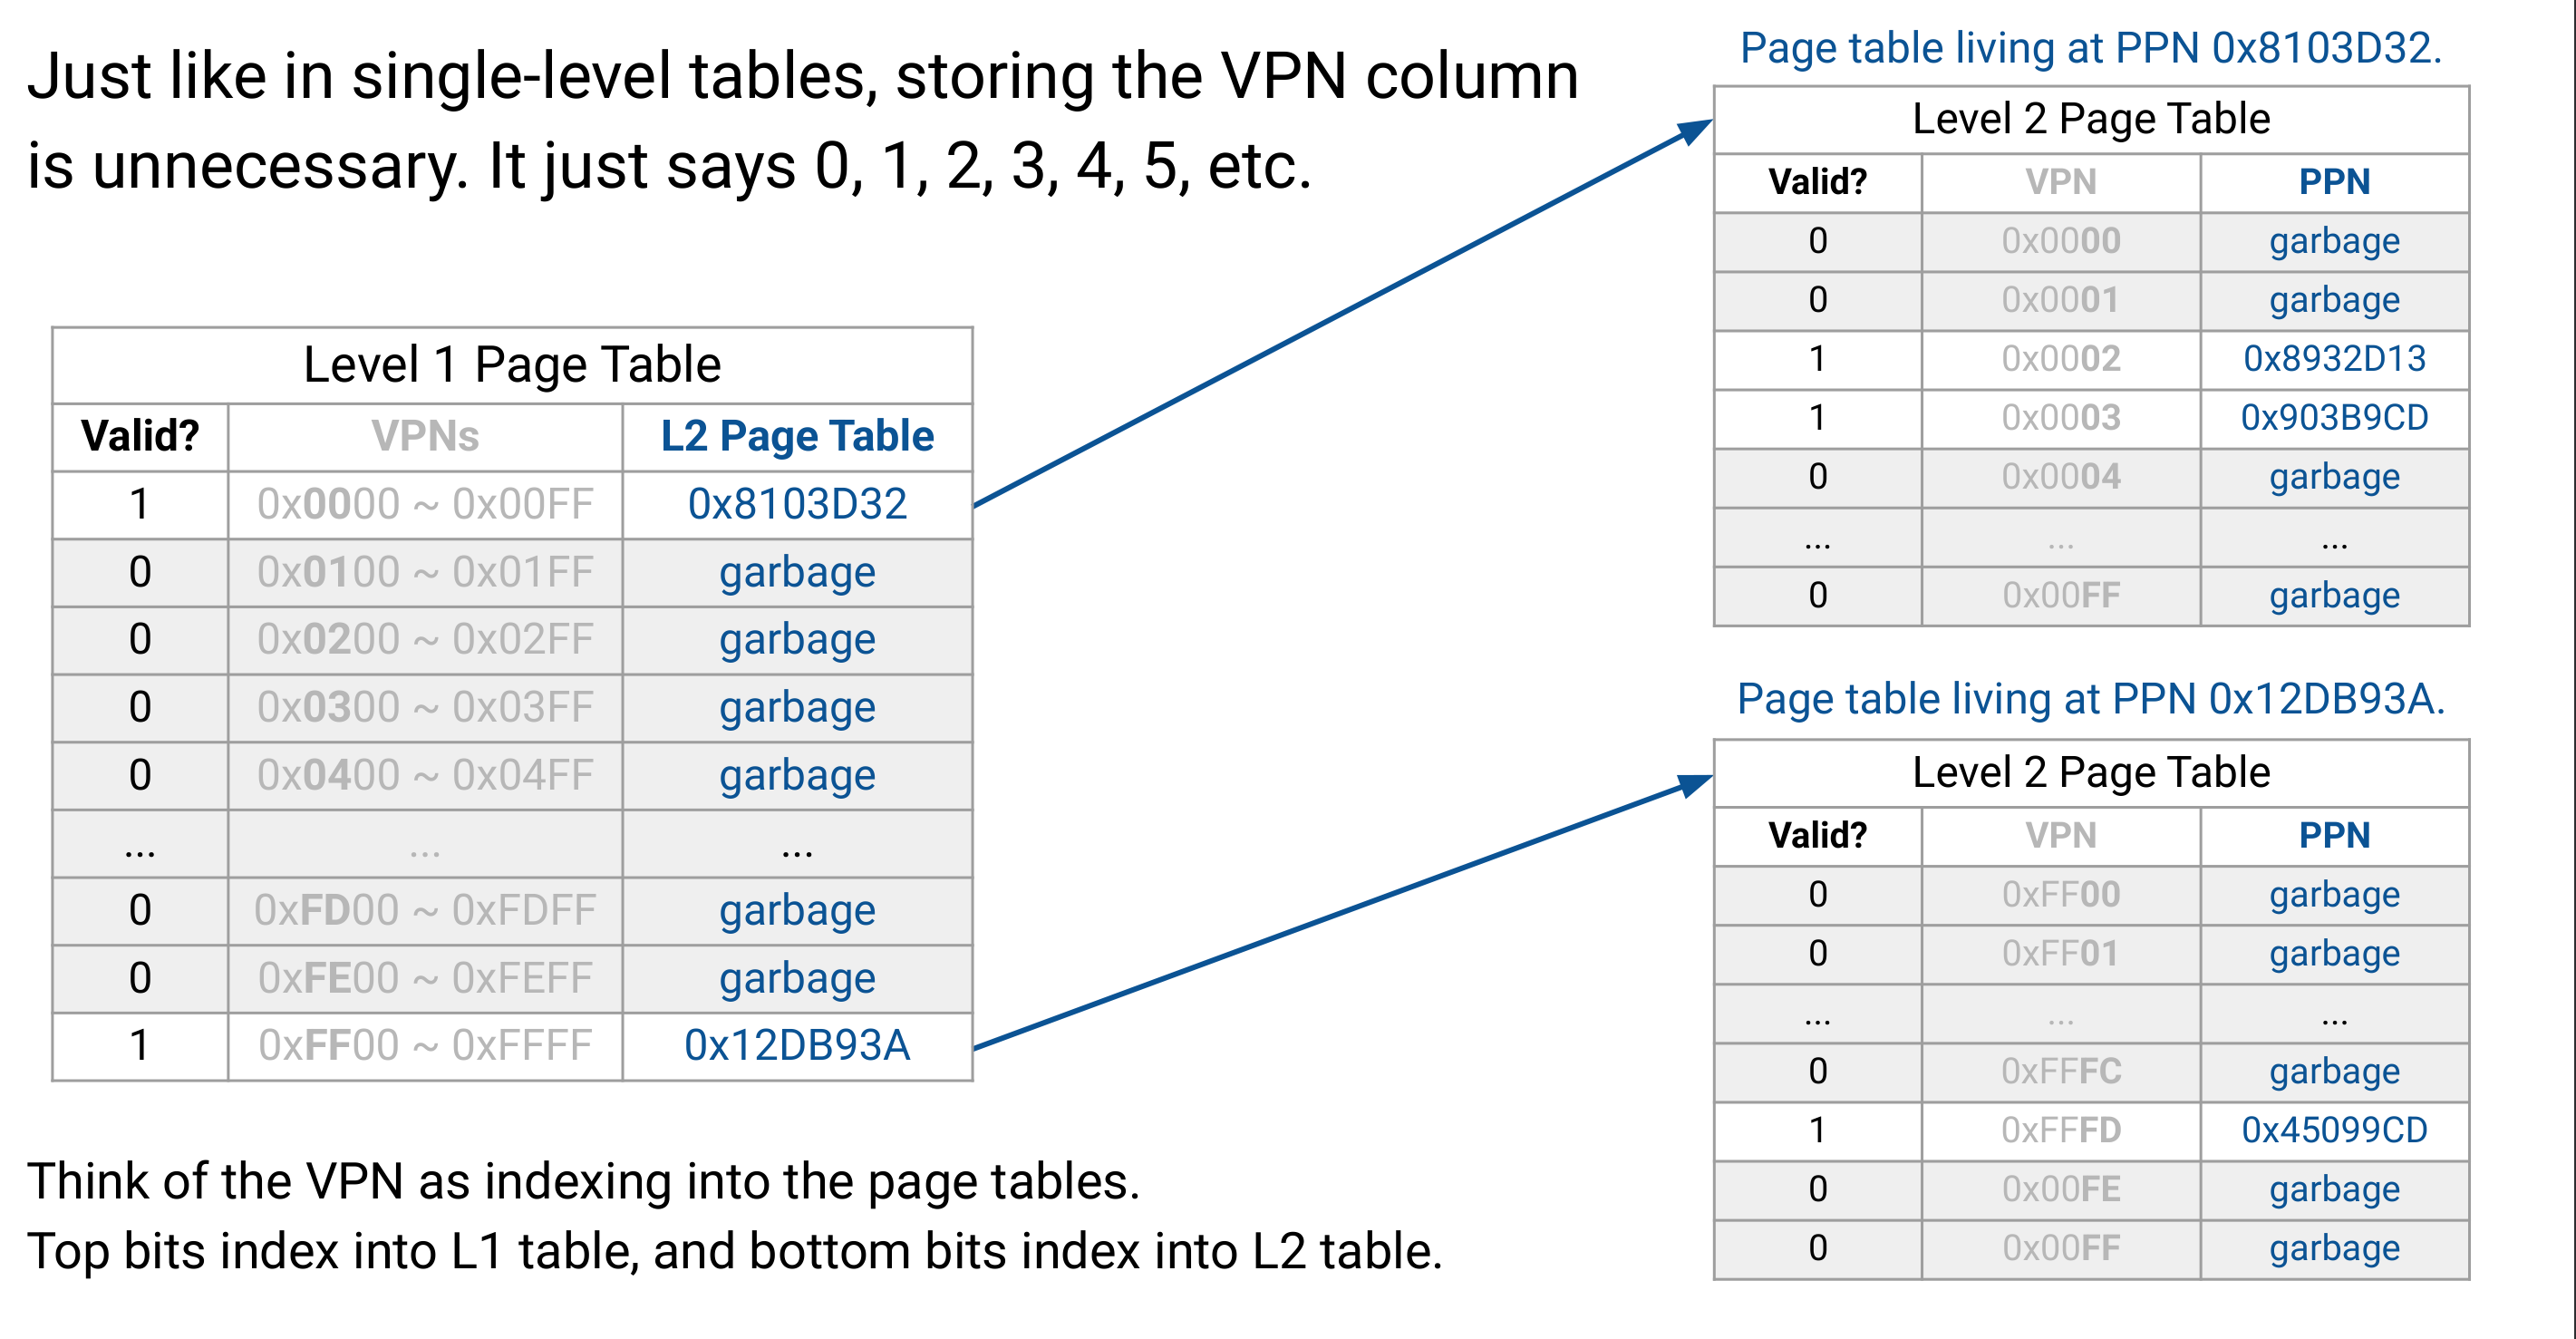 Just like in single-level tables, storing the VPN column
is unnecessary. It just says 0, 1, 2, 3, 4, 5, etc.
Level 1 Page Table
Valid? VPNs L2 Page Table
1 0x0000 ~ 0x00FF 0x8103D32
0 0x0100 ~ 0x01FF garbage
0 0x0200 ~ 0x02FF garbage
0 0x0300 ~ 0x03FF garbage
0 0x0400 ~ 0x04FF garbage
... ... ...
0 0xFD00 ~ 0xFDFF garbage
0 0xFE00 ~ 0xFEFF garbage
1 0xFF00 ~ 0xFFFF 0x12DB93A
Think of the VPN as indexing into the page tables.
Top bits index into L1 table, and bottom bits index into L2 table.
Page table living at PPN 0x8103D32.
Level 2 Page Table
Valid? VPN PPN
0 0x0000 garbage
0 0x0001 garbage
1 0x0002 0x8932D13
1 0x0003 0x903B9CD
0 0x0004 garbage
... ... ...
0 0x00FF garbage
Page table living at PPN 0x12DB93A.
Level 2 Page Table
Valid? VPN PPN
0 0xFF00 garbage
0 0xFF01 garbage
... ... ...
0 0xFFFC garbage
1 0xFFFD 0x45099CD
0 0x00FE garbage
0 0x00FF garbage